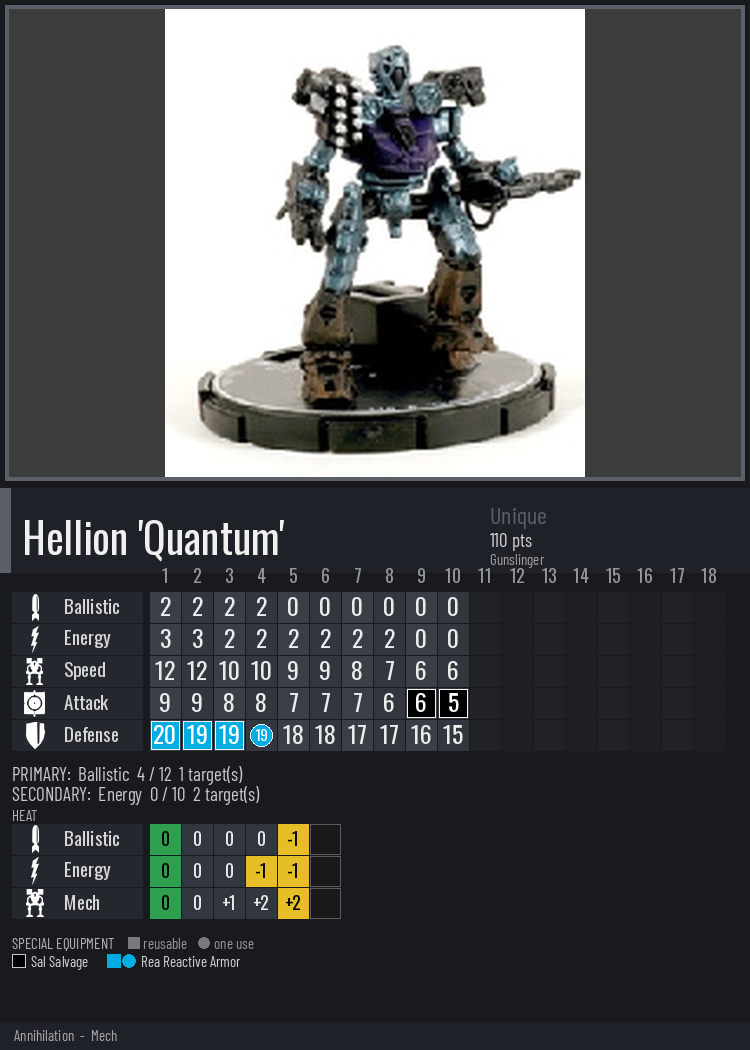 Hellion 'Quantum'
Unique
110 pts
Gunslinger
1 2 3 4 5 6 7 8 9 10 11 12 13 14 15 16 17 18
Ballistic 2 2 2 2 0 0 0 0 0 0
Energy 3 3 2 2 2 2 2 2 0 0
Speed 12 12 10 10 9 9 8 7 6 6
Attack 9 9 8 8 7 7 7 6 6 5
Defense 20 19 19 19 18 18 17 17 16 15
PRIMARY: Ballistic 4 / 12 1 target(s)
SECONDARY: Energy 0 / 10 2 target(s)
HEAT
Ballistic 0 0 0 0 -1
Energy 0 0 0 -1 -1
Mech 0 0 +1 +2 +2
SPECIAL EQUIPMENT reusable one use
Sal Salvage Rea Reactive Armor
Annihilation - Mech